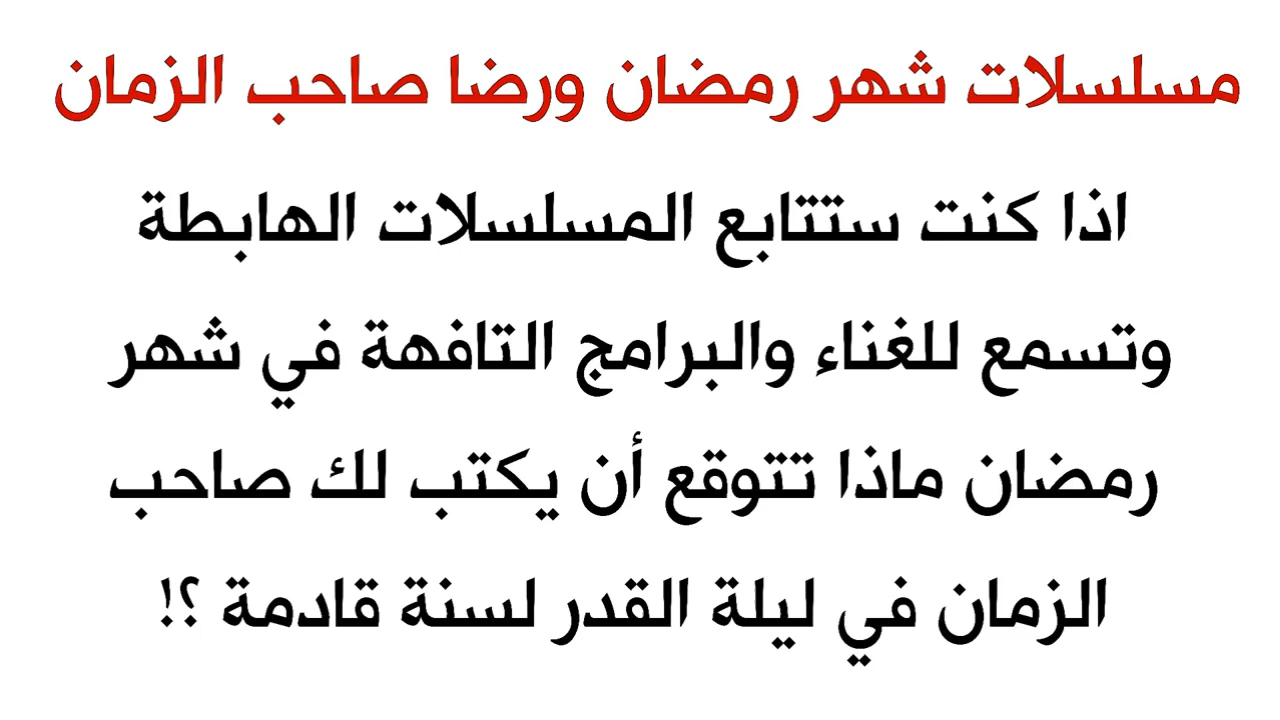 مسلسلات شهر رمضان ورضا صاحب الزمان
اذا كنت ستتابع المسلسلات الهابطة
وتسمع للغناء والبرامج التافهة في شهر
رمضان ماذا تتوقع أن يكتب لك صاحب
الزمان في ليلة القدر لسنة قادمة ؟!